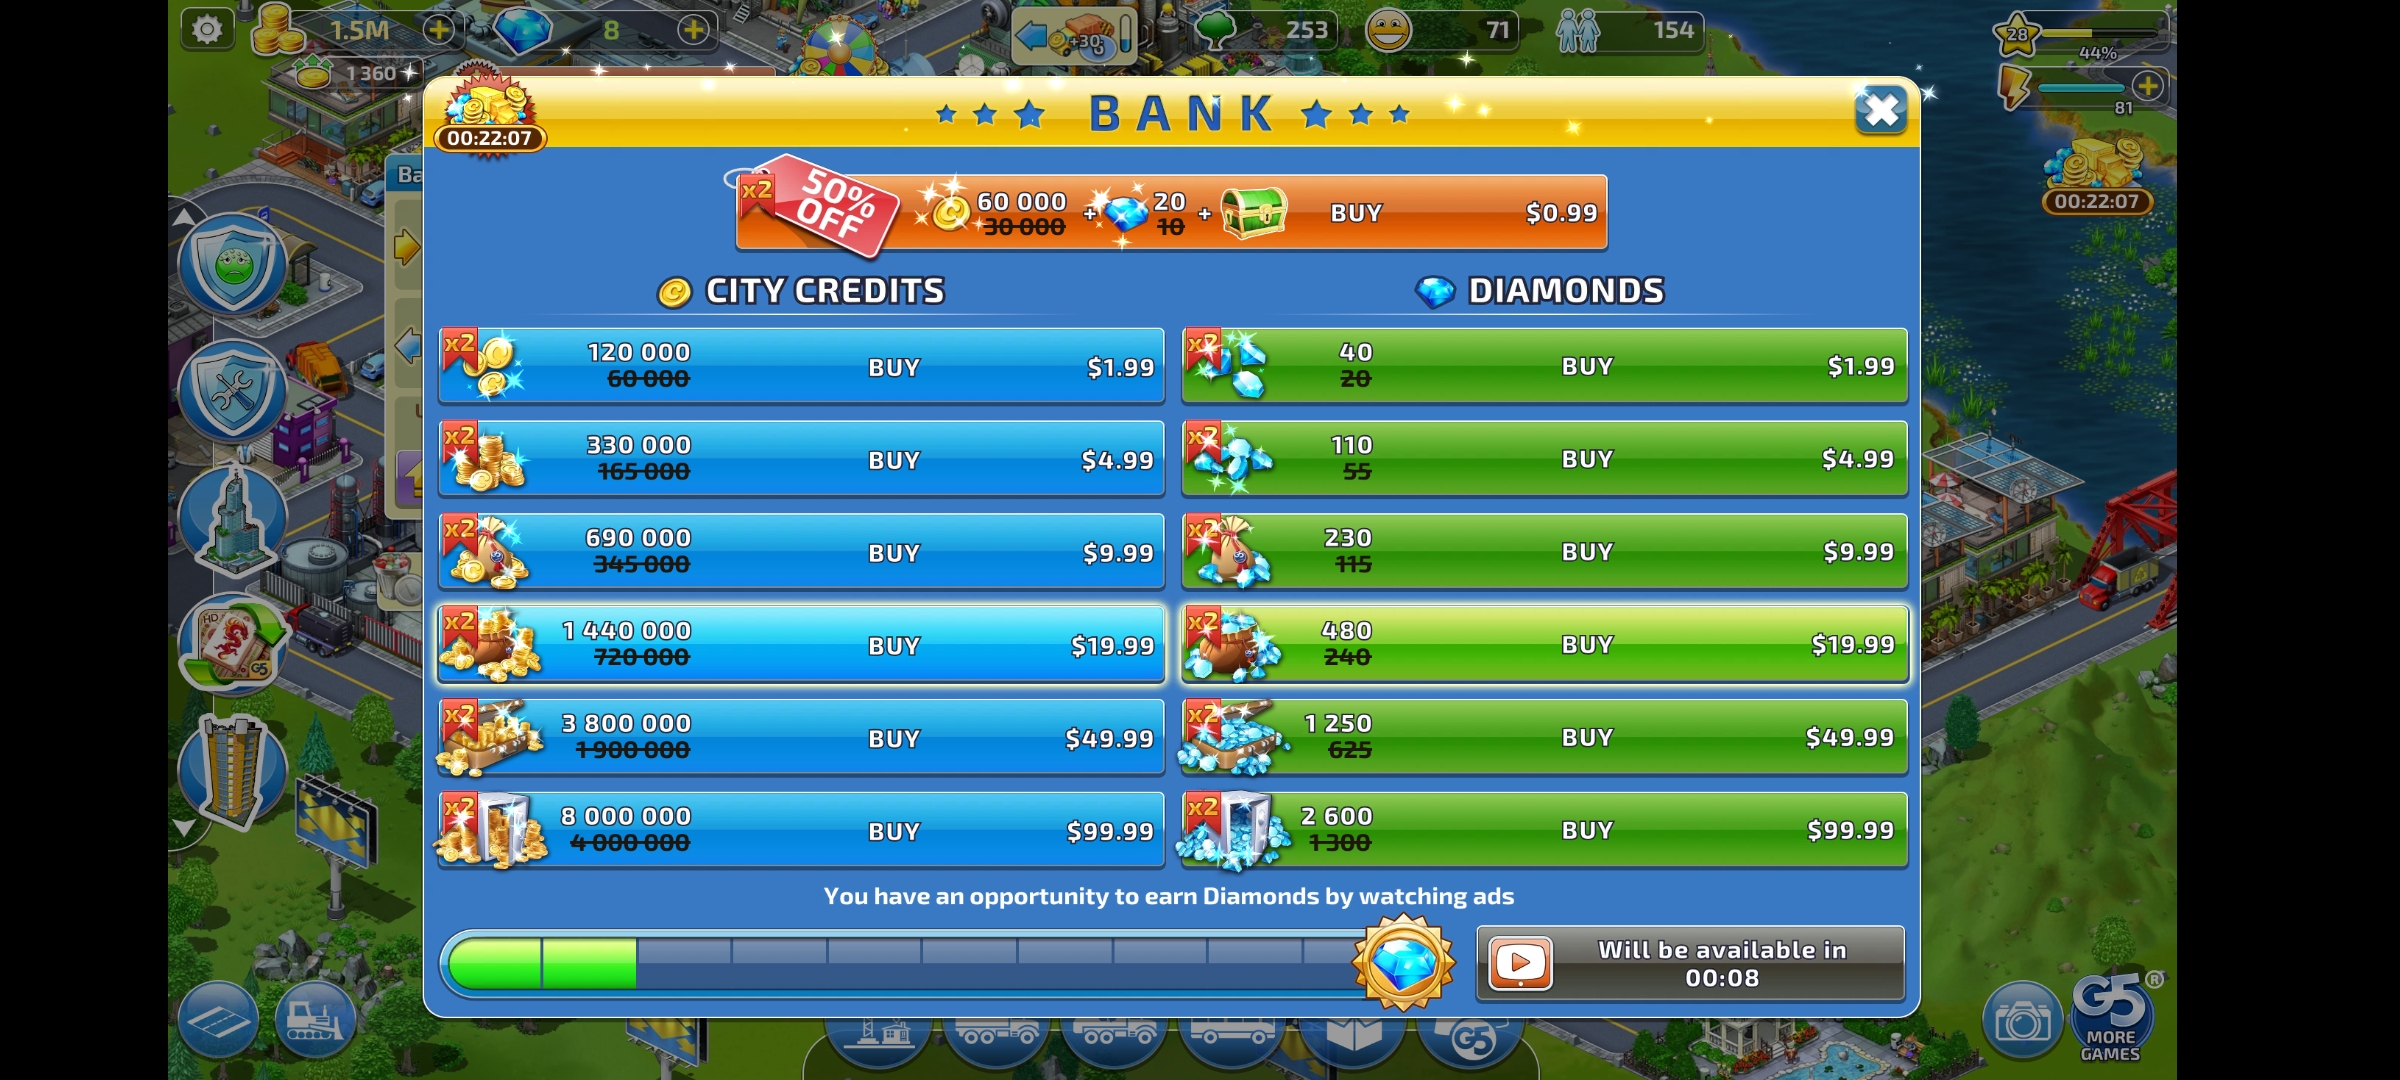 1.5M
8
+30
253
71
154
28
44%
1 360
81
00:22:07
BANK
00:22:07
x2
50%
OFF
60 000
30 000
+
20
10
+
BUY
$0.99
CITY CREDITS
DIAMONDS
x2
120 000
60 000
BUY
$1.99
x2
40
20
BUY
$1.99
x2
330 000
165 000
BUY
$4.99
x2
110
55
BUY
$4.99
x2
690 000
345 000
BUY
$9.99
x2
230
115
BUY
$9.99
x2
1 440 000
720 000
BUY
$19.99
x2
480
240
BUY
$19.99
x2
3 800 000
1 900 000
BUY
$49.99
x2
1 250
625
BUY
$49.99
x2
8 000 000
4 000 000
BUY
$99.99
x2
2 600
1 300
BUY
$99.99
You have an opportunity to earn Diamonds by watching ads
Will be available in
00:08
HD
G5
G5
G5®
MORE
GAMES